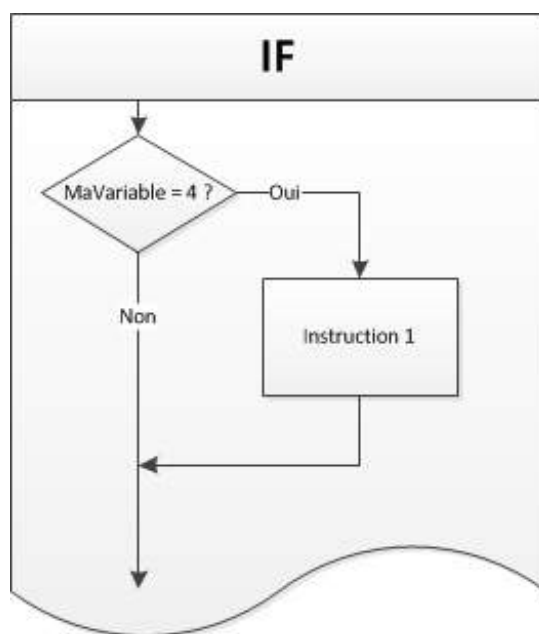 IF
MaVariable = 4 ?
Oui
Non
Instruction 1